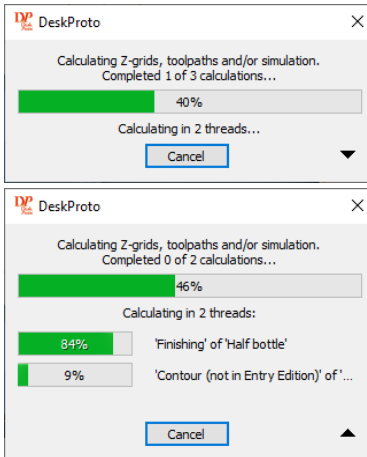 DeskProto
Calculating Z-grids, toolpaths and/or simulation.
Completed 1 of 3 calculations...
40%
Calculating in 2 threads...
Cancel
DeskProto
Calculating Z-grids, toolpaths and/or simulation.
Completed 0 of 2 calculations...
46%
Calculating in 2 threads:
84% 'Finishing' of 'Half bottle'
9% 'Contour (not in Entry Edition)' of '...
Cancel